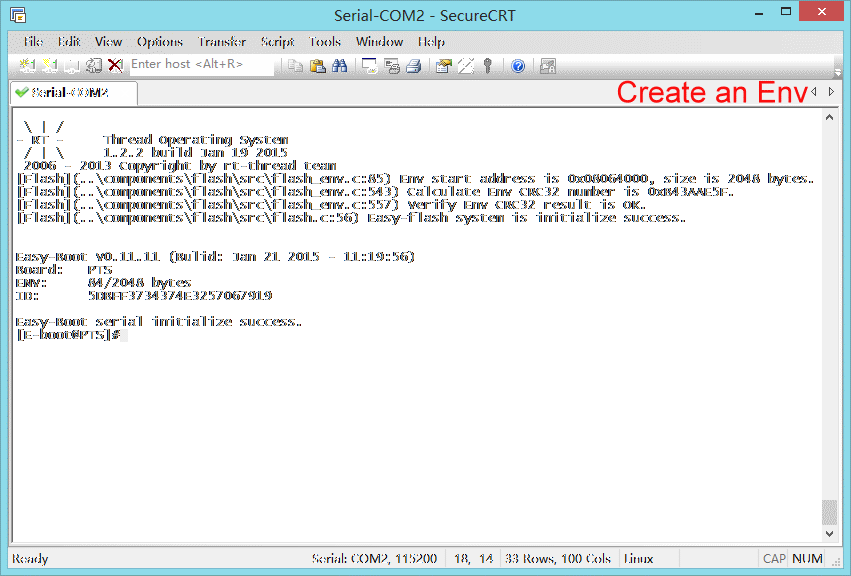 Serial-COM2 - SecureCRT
File Edit View Options Transfer Script Tools Window Help
Enter host <Alt+R>
Serial-COM2
Create an Env
\ | /
- RT -     Thread Operating System
/ | \     1.2.2 build Jan 19 2015
2006 - 2013 Copyright by rt-thread team
[Flash](..\components\flash\src\flash_env.c:85) Env start address is 0x08064000, size is 2048 bytes.
[Flash](..\components\flash\src\flash_env.c:543) Calculate Env CRC32 number is 0xB43AAE5F.
[Flash](..\components\flash\src\flash_env.c:557) Verify Env CRC32 result is OK.
[Flash](..\components\flash\src\flash.c:56) Easy-flash system is initialize success.
Easy-Boot V0.11.11 (Bulid: Jan 21 2015 - 11:19:56)
Board:   PTS
ENV:     84/2048 bytes
ID:      5DBFF3734374E3257067919
Easy-Boot serial initialize success.
[E-boot@PTS]#
Ready Serial: COM2, 115200 18, 14 33 Rows, 100 Cols Linux CAP NUM